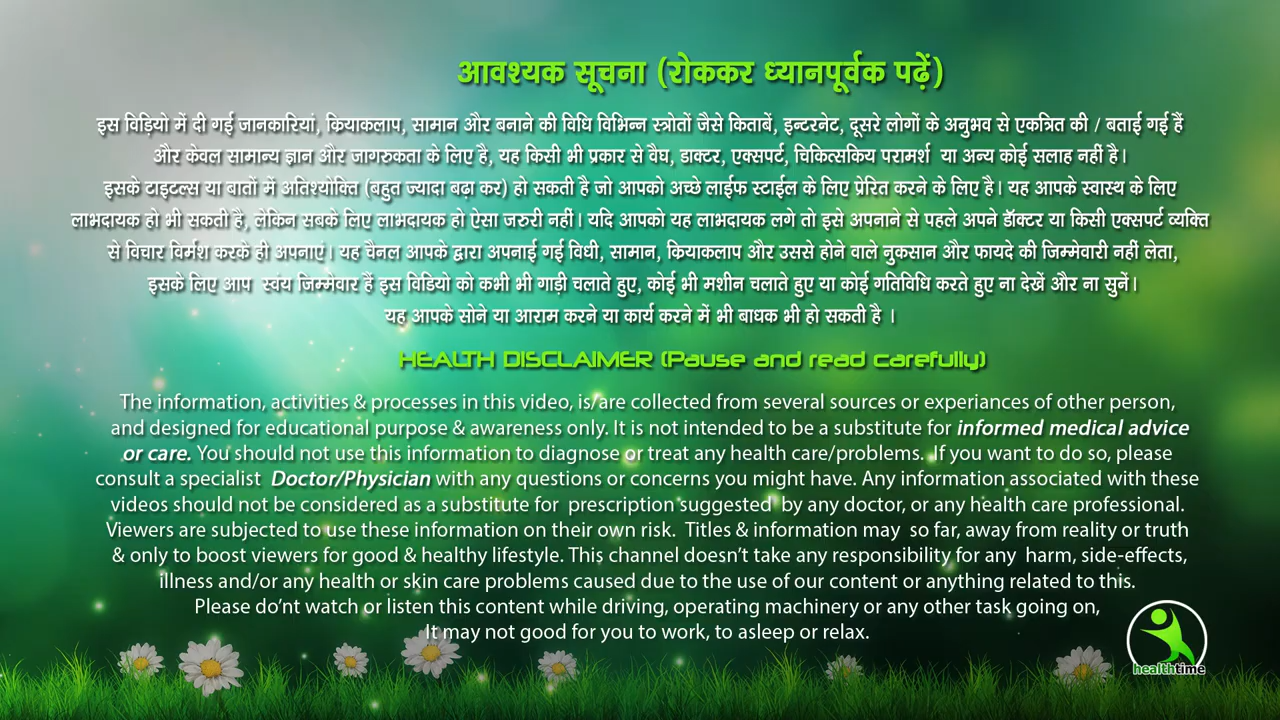 आवश्यक सूचना (रोककर ध्यानपूर्वक पढ़ें)
इस विड़ियो में दी गई जानकारियां, क्रियाकलाप, सामान और बनाने की विधि विभिन्न स्त्रोतों जैसे किताबें, इन्टरनेट, दूसरे लोगों के अनुभव से एकत्रित की / बताई गई हैं
और केवल सामान्य ज्ञान और जागरुकता के लिए है, यह किसी भी प्रकार से वैघ, डाक्टर, एक्सपर्ट, चिकित्सकिय परामर्श या अन्य कोई सलाह नहीं है।
इसके टाइटल्स या बातों में अतिश्योक्ति (बहुत ज्यादा बढ़ा कर) हो सकती है जो आपको अच्छे लाईफ स्टाईल के लिए प्रेरित करने के लिए है। यह आपके स्वास्थ के लिए
लाभदायक हो भी सकती है, लेकिन सबके लिए लाभदायक हो ऐसा जरुरी नहीं। यदि आपको यह लाभदायक लगे तो इसे अपनाने से पहले अपने डॉक्टर या किसी एक्सपर्ट व्यक्ति
से विचार विर्मश करके ही अपनाएं। यह चैनल आपके द्वारा अपनाई गई विधी, सामान, क्रियाकलाप और उससे होने वाले नुकसान और फायदे की जिम्मेवारी नहीं लेता,
इसके लिए आप स्वंय जिम्मेवार हैं इस विडियो को कभी भी गाड़ी चलाते हुए, कोई भी मशीन चलाते हुए या कोई गतिविधि करते हुए ना देखें और ना सुनें।
यह आपके सोने या आराम करने या कार्य करने में भी बाधक भी हो सकती है ।
HEALTH DISCLAIMER (Pause and read carefully)
The information, activities & processes in this video, is/are collected from several sources or experiances of other person,
and designed for educational purpose & awareness only. It is not intended to be a substitute for informed medical advice
or care. You should not use this information to diagnose or treat any health care/problems. If you want to do so, please
consult a specialist Doctor/Physician with any questions or concerns you might have. Any information associated with these
videos should not be considered as a substitute for prescription suggested by any doctor, or any health care professional.
Viewers are subjected to use these information on their own risk. Titles & information may so far, away from reality or truth
& only to boost viewers for good & healthy lifestyle. This channel doesn't take any responsibility for any harm, side-effects,
illness and/or any health or skin care problems caused due to the use of our content or anything related to this.
Please do'nt watch or listen this content while driving, operating machinery or any other task going on,
It may not good for you to work, to asleep or relax.
healthtime